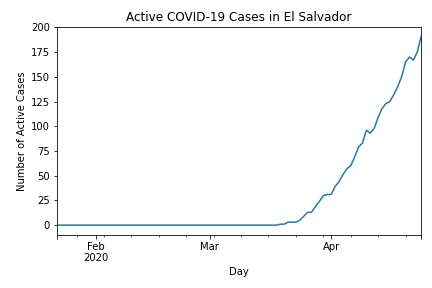 Active COVID-19 Cases in El Salvador
Number of Active Cases
200
175
150
125
100
75
50
25
0
Feb
2020
Mar
Apr
Day